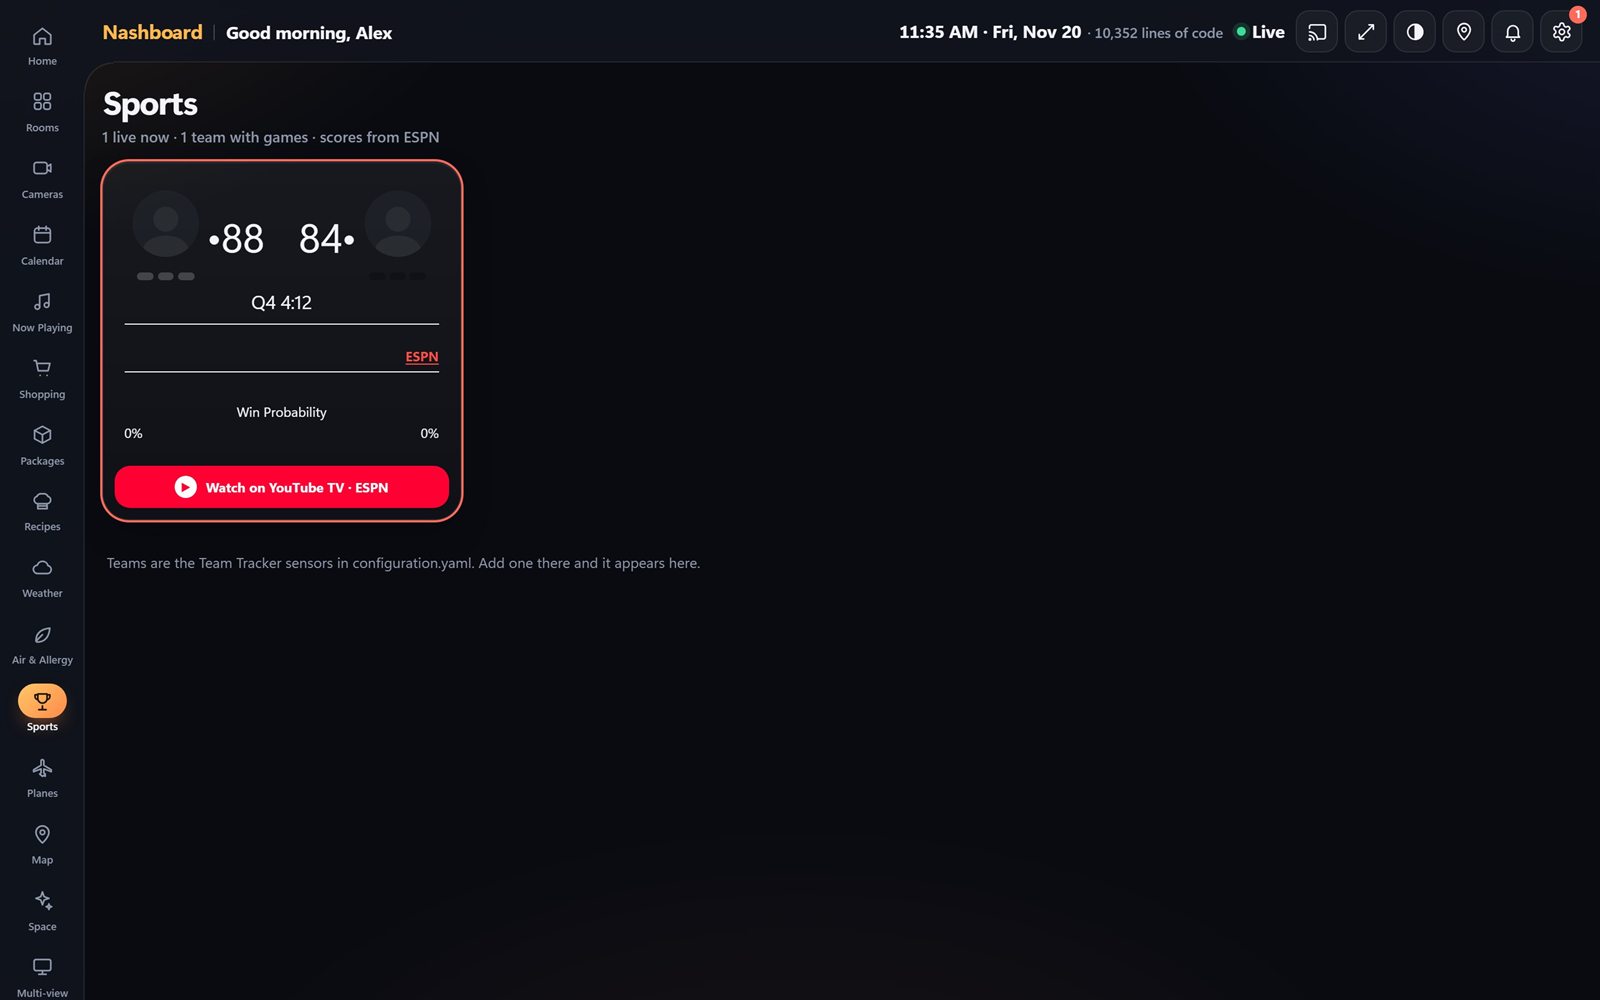 Nashboard
Good morning, Alex
11:35 AM · Fri, Nov 20 · 10,352 lines of code
Live
1
Home
Rooms
Cameras
Calendar
Now Playing
Shopping
Packages
Recipes
Weather
Air & Allergy
Sports
Planes
Map
Space
Multi-view
Sports
1 live now · 1 team with games · scores from ESPN
•88 84•
Q4 4:12
ESPN
Win Probability
0% 0%
Watch on YouTube TV · ESPN
Teams are the Team Tracker sensors in configuration.yaml. Add one there and it appears here.